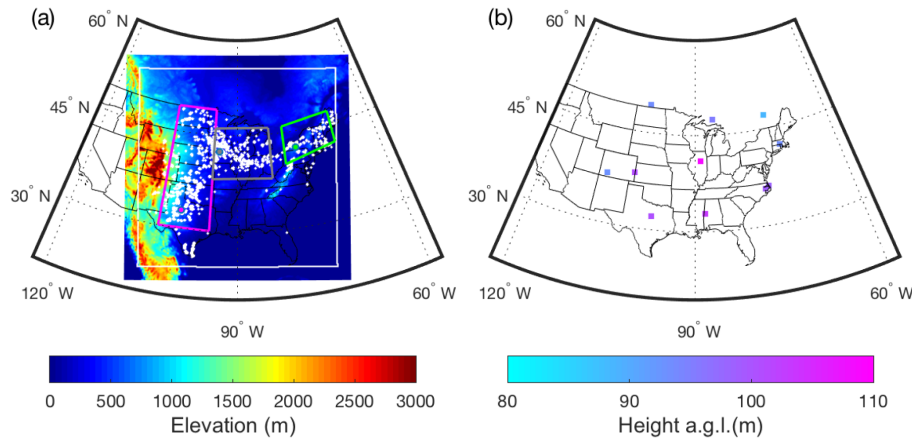 (a)
60° N
45° N
30° N
120° W
60° W
90° W
0 500 1000 1500 2000 2500 3000
Elevation (m)
(b)
60° N
45° N
30° N
120° W
60° W
90° W
80 90 100 110
Height a.g.l.(m)